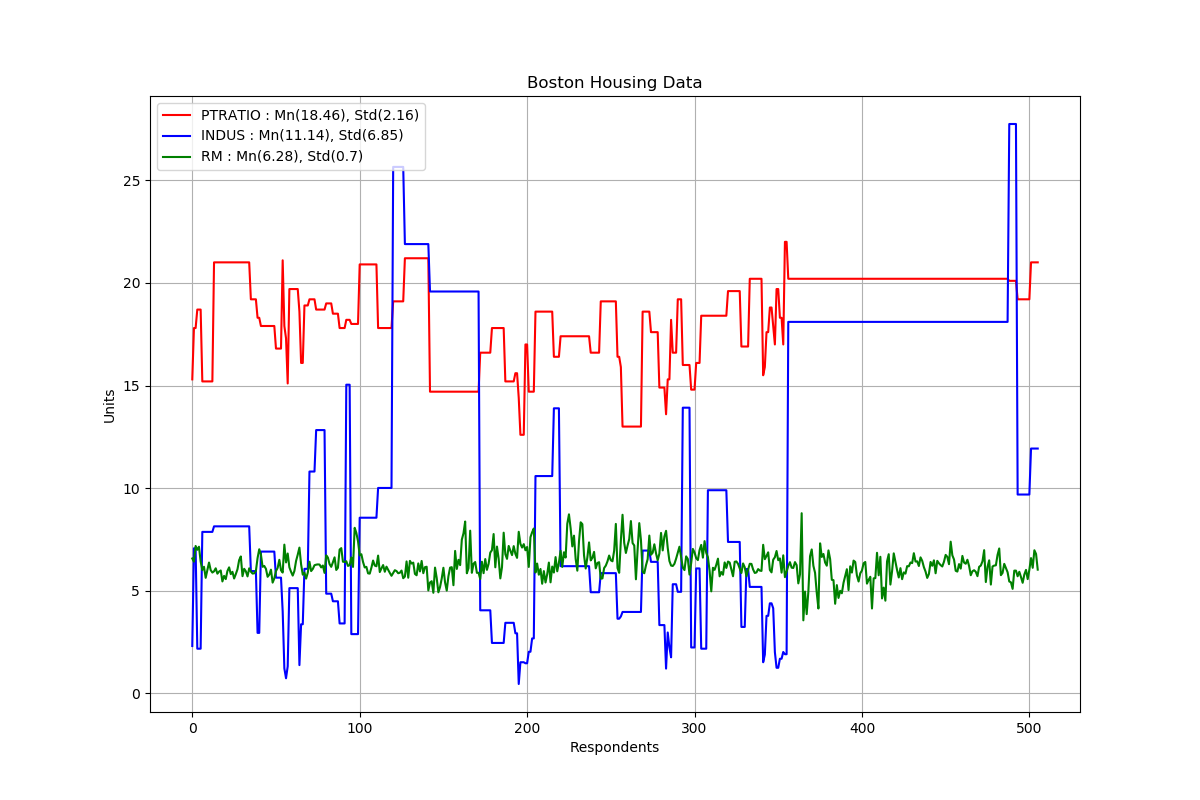 Boston Housing Data
PTRATIO : Mn(18.46), Std(2.16)
INDUS : Mn(11.14), Std(6.85)
RM : Mn(6.28), Std(0.7)
25
20
15
10
5
0
Units
0 100 200 300 400 500
Respondents